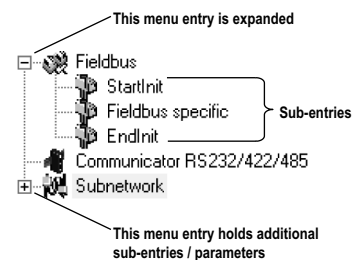 This menu entry is expanded
Fieldbus
StartInit
Fieldbus specific
Sub-entries
EndInit
Communicator RS232/422/485
Subnetwork
This menu entry holds additional
sub-entries / parameters